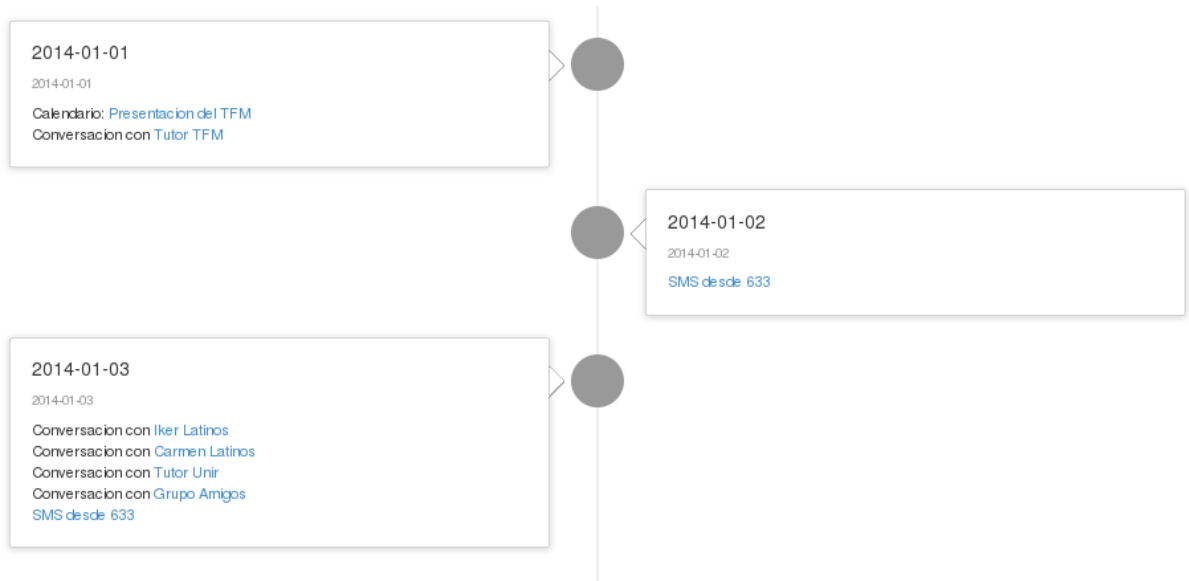 2014-01-01
2014-01-01
Calendario: Presentacion del TFM
Conversacion con Tutor TFM
2014-01-02
2014-01-02
SMS desde 633
2014-01-03
2014-01-03
Conversacion con Iker Latinos
Conversacion con Carmen Latinos
Conversacion con Tutor Unir
Conversacion con Grupo Amigos
SMS desde 633